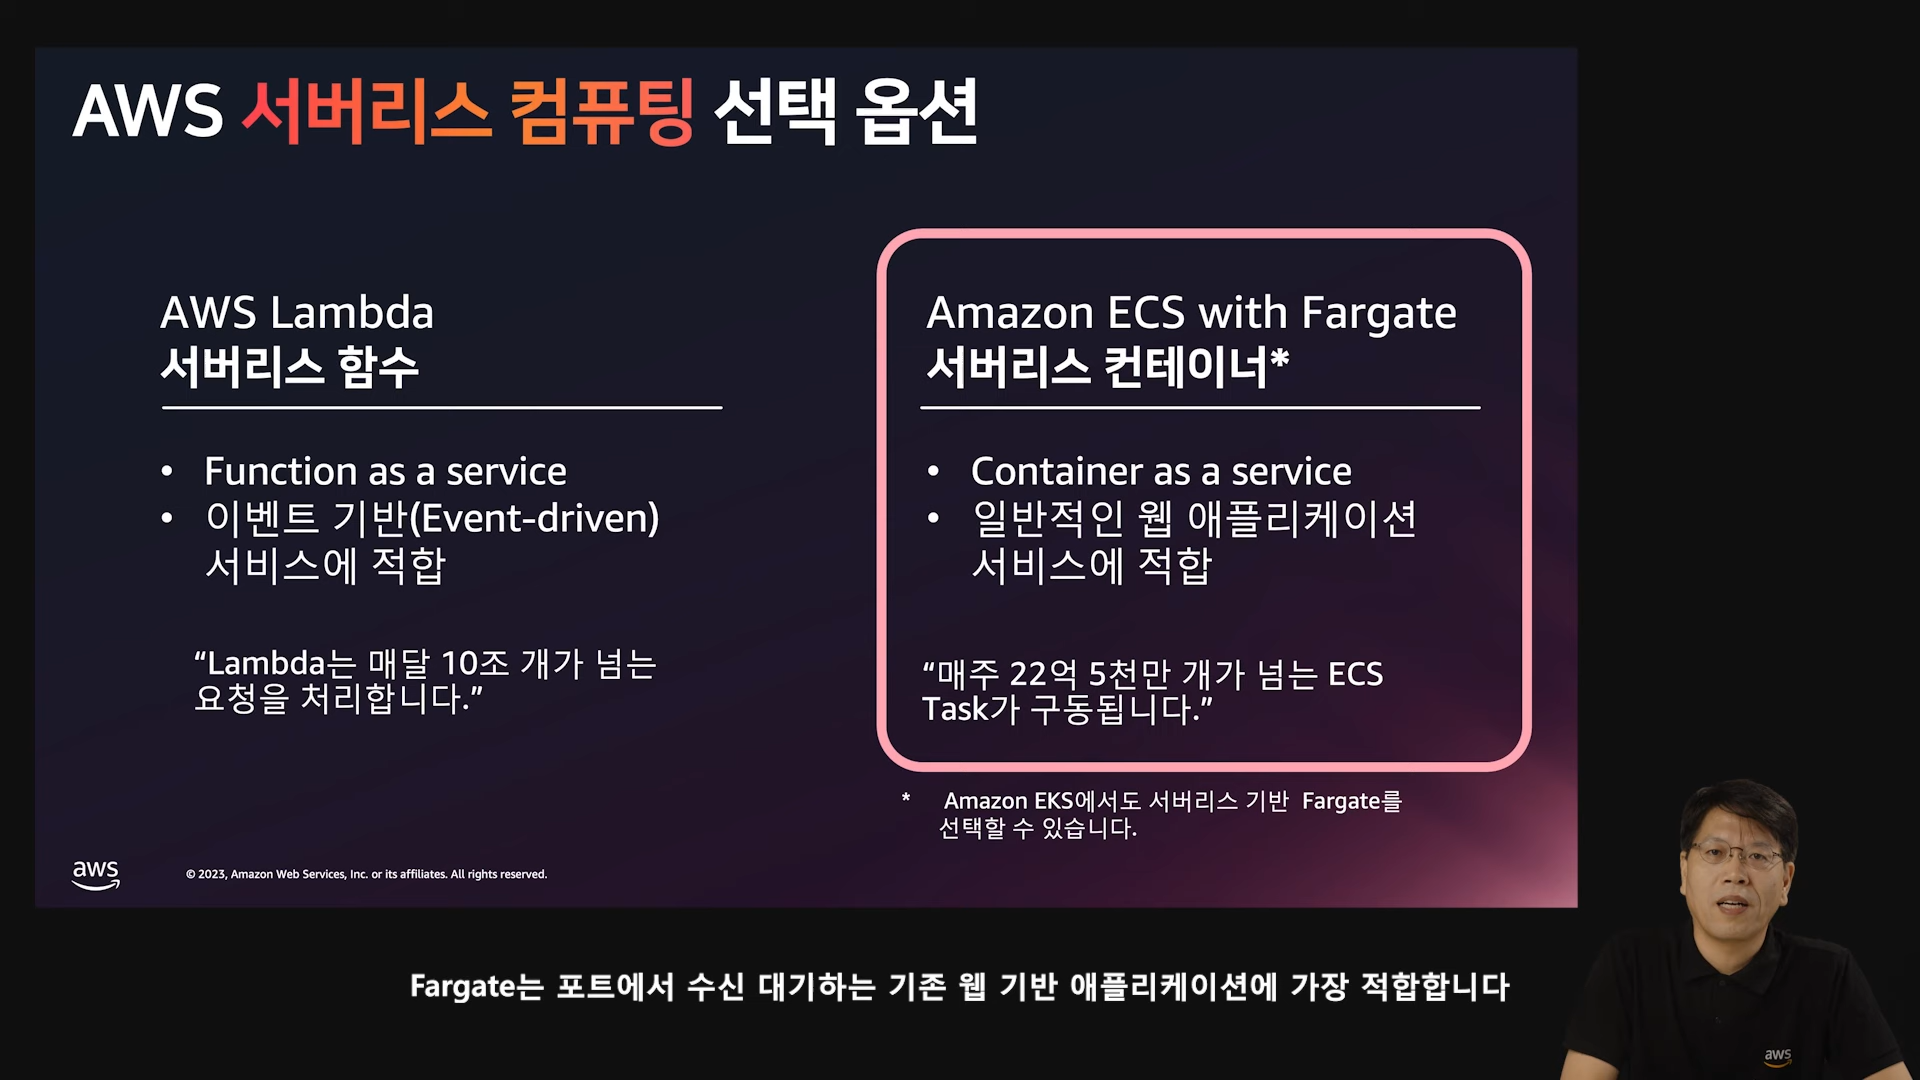 AWS 서버리스 컴퓨팅 선택 옵션
AWS Lambda
서버리스 함수
• Function as a service
• 이벤트 기반(Event-driven)
서비스에 적합
“Lambda는 매달 10조 개가 넘는
요청을 처리합니다.”
Amazon ECS with Fargate
서버리스 컨테이너*
• Container as a service
• 일반적인 웹 애플리케이션
서비스에 적합
“매주 22억 5천만 개가 넘는 ECS
Task가 구동됩니다.”
* Amazon EKS에서도 서버리스 기반 Fargate를
선택할 수 있습니다.
aws
© 2023, Amazon Web Services, Inc. or its affiliates. All rights reserved.
Fargate는 포트에서 수신 대기하는 기존 웹 기반 애플리케이션에 가장 적합합니다
aws